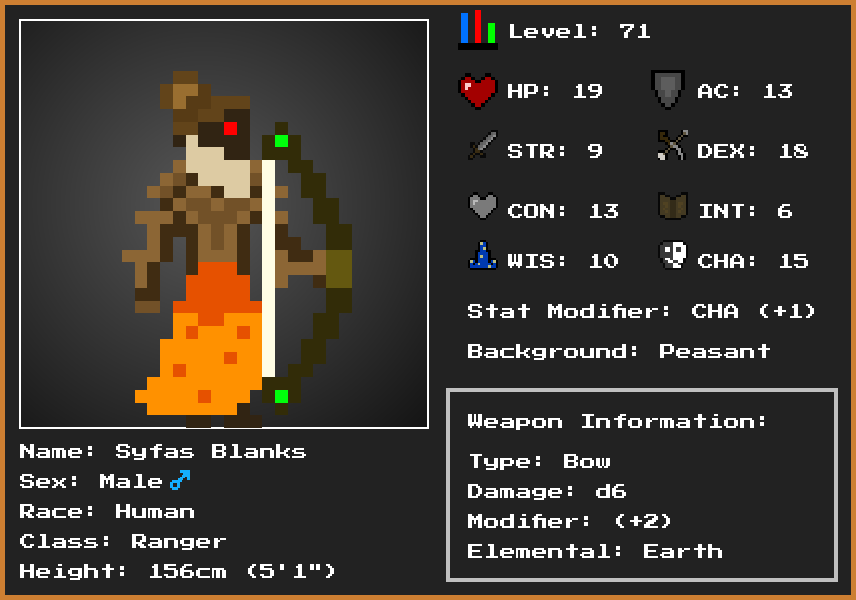 Level: 71
HP: 19
AC: 13
STR: 9
DEX: 18
CON: 13
INT: 6
WIS: 10
CHA: 15
Stat Modifier: CHA (+1)
Background: Peasant
Weapon Information:
Type: Bow
Damage: d6
Modifier: (+2)
Elemental: Earth
Name: Syfas Blanks
Sex: Male♂
Race: Human
Class: Ranger
Height: 156cm (5'1")